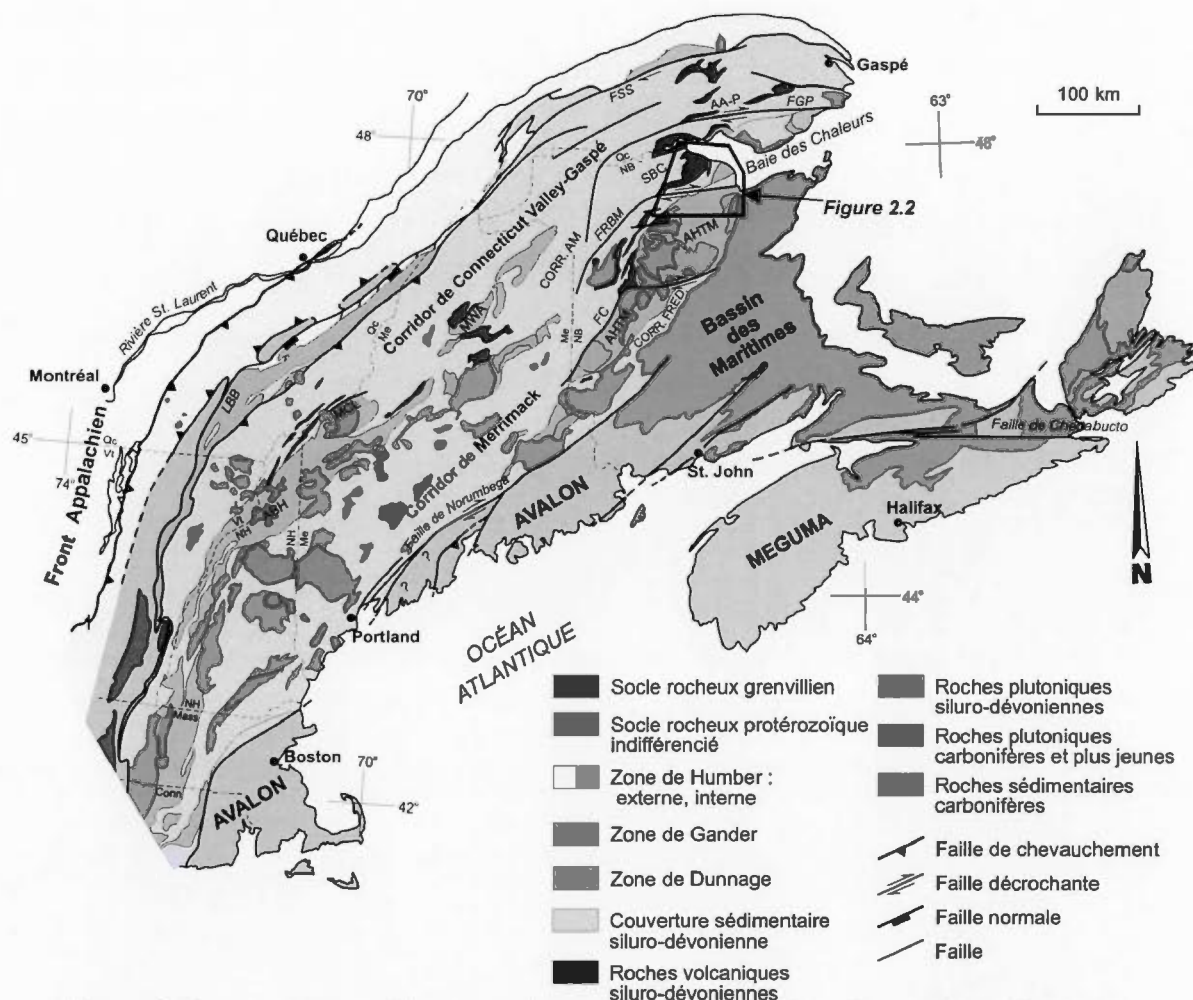 Gaspé
70°
FSS
AA-P
FGP
63°
100 km
48°
48°
Baie des Chaleurs
Qc
NB
SBC
Corridor de Connecticut Valley-Gaspé
Figure 2.2
Québec
FRBM
AHTM
CORR. AM
Rivière St. Laurent
Qc
Me
MWA
Me
NB
FC
AHTM
CORR. FRED
Bassin
des
Maritimes
Montréal
LBB
45°
Qc
Vt
Corridor de Merrimack
Faille de Chedabucto
74°
St. John
Front Appalachien
ABH
Vt
NH
Faille de Norumbega
AVALON
Halifax
NH
Me
MEGUMA
N
44°
64°
Portland
OCÉAN
ATLANTIQUE
NH
Mass
Boston
70°
Conn
AVALON
42°
Socle rocheux grenvillien
Socle rocheux protérozoïque
indifférencié
Zone de Humber :
externe, interne
Zone de Gander
Zone de Dunnage
Couverture sédimentaire
siluro-dévonienne
Roches volcaniques
siluro-dévoniennes
Roches plutoniques
siluro-dévoniennes
Roches plutoniques
carbonifères et plus jeunes
Roches sédimentaires
carbonifères
Faille de chevauchement
Faille décrochante
Faille normale
Faille